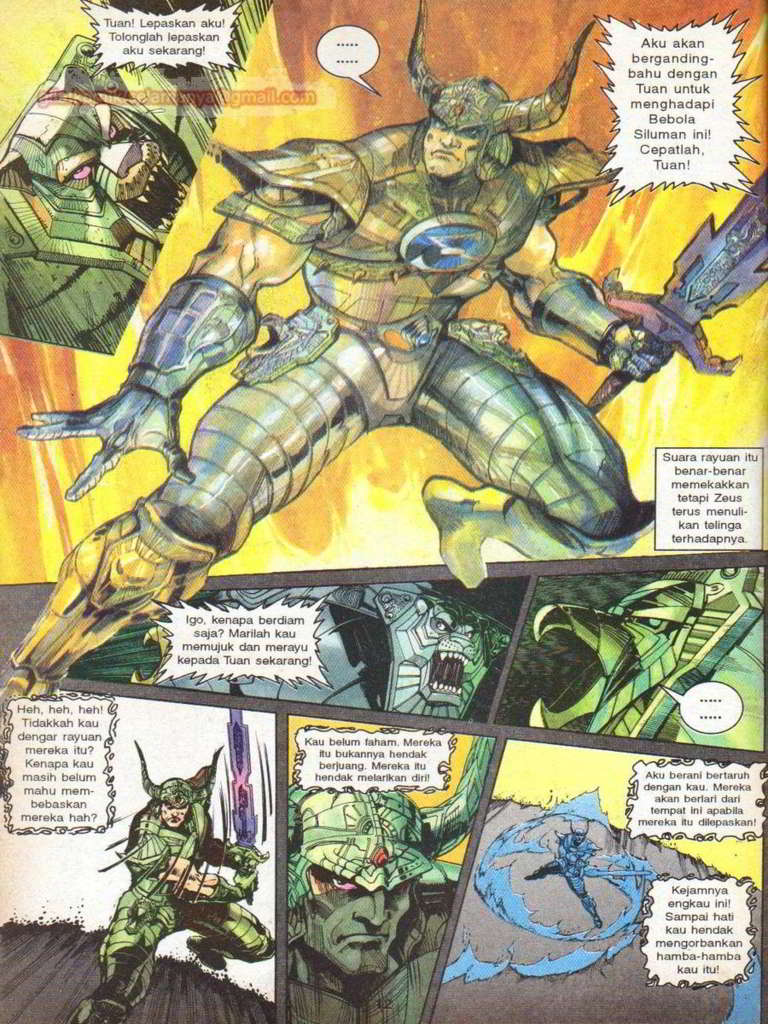 Tuan! Lepaskan aku!
Tolonglah lepaskan
aku sekarang!
.....
.....
Aku akan
berganding-
bahu dengan
Tuan untuk
menghadapi
Bebola
Siluman ini!
Cepatlah,
Tuan!
Suara rayuan itu
benar-benar
memekakkan
tetapi Zeus
terus menuli-
kan telinga
terhadapnya.
Igo, kenapa berdiam
saja? Marilah kau
memujuk dan merayu
kepada Tuan sekarang!
.....
.....
Heh, heh, heh!
Tidakkah kau
dengar rayuan
mereka itu?
Kenapa kau
masih belum
mahu mem-
bebaskan
mereka hah?
Kau belum faham. Mereka
itu bukannya hendak
berjuang. Mereka itu
hendak melarikan diri!
Aku berani bertaruh
dengan kau. Mereka
akan berlari dari
tempat ini apabila
mereka itu dilepaskan!
Kejamnya
engkau ini!
Sampai hati
kau hendak
mengorbankan
hamba-hamba
kau itu!
12